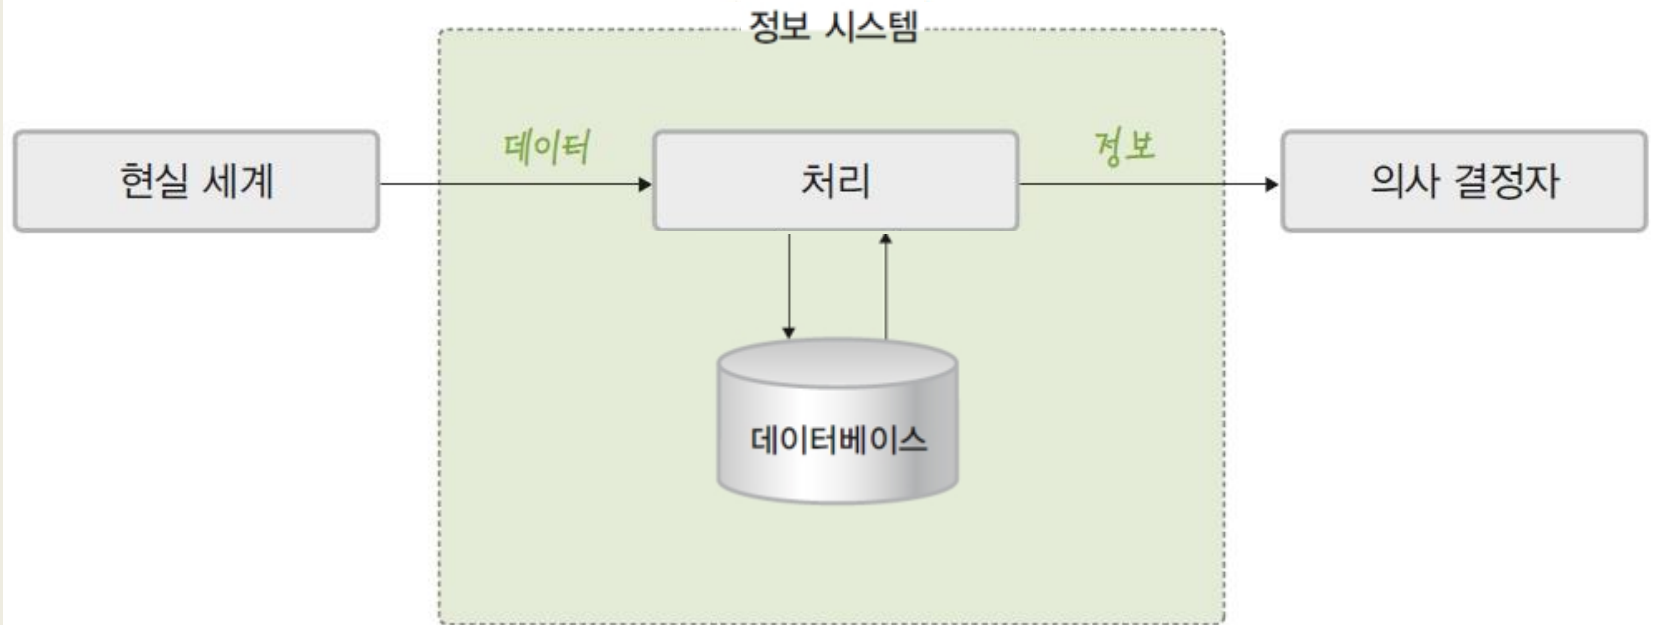 정보 시스템
현실 세계
데이터
처리
정보
의사 결정자
데이터베이스